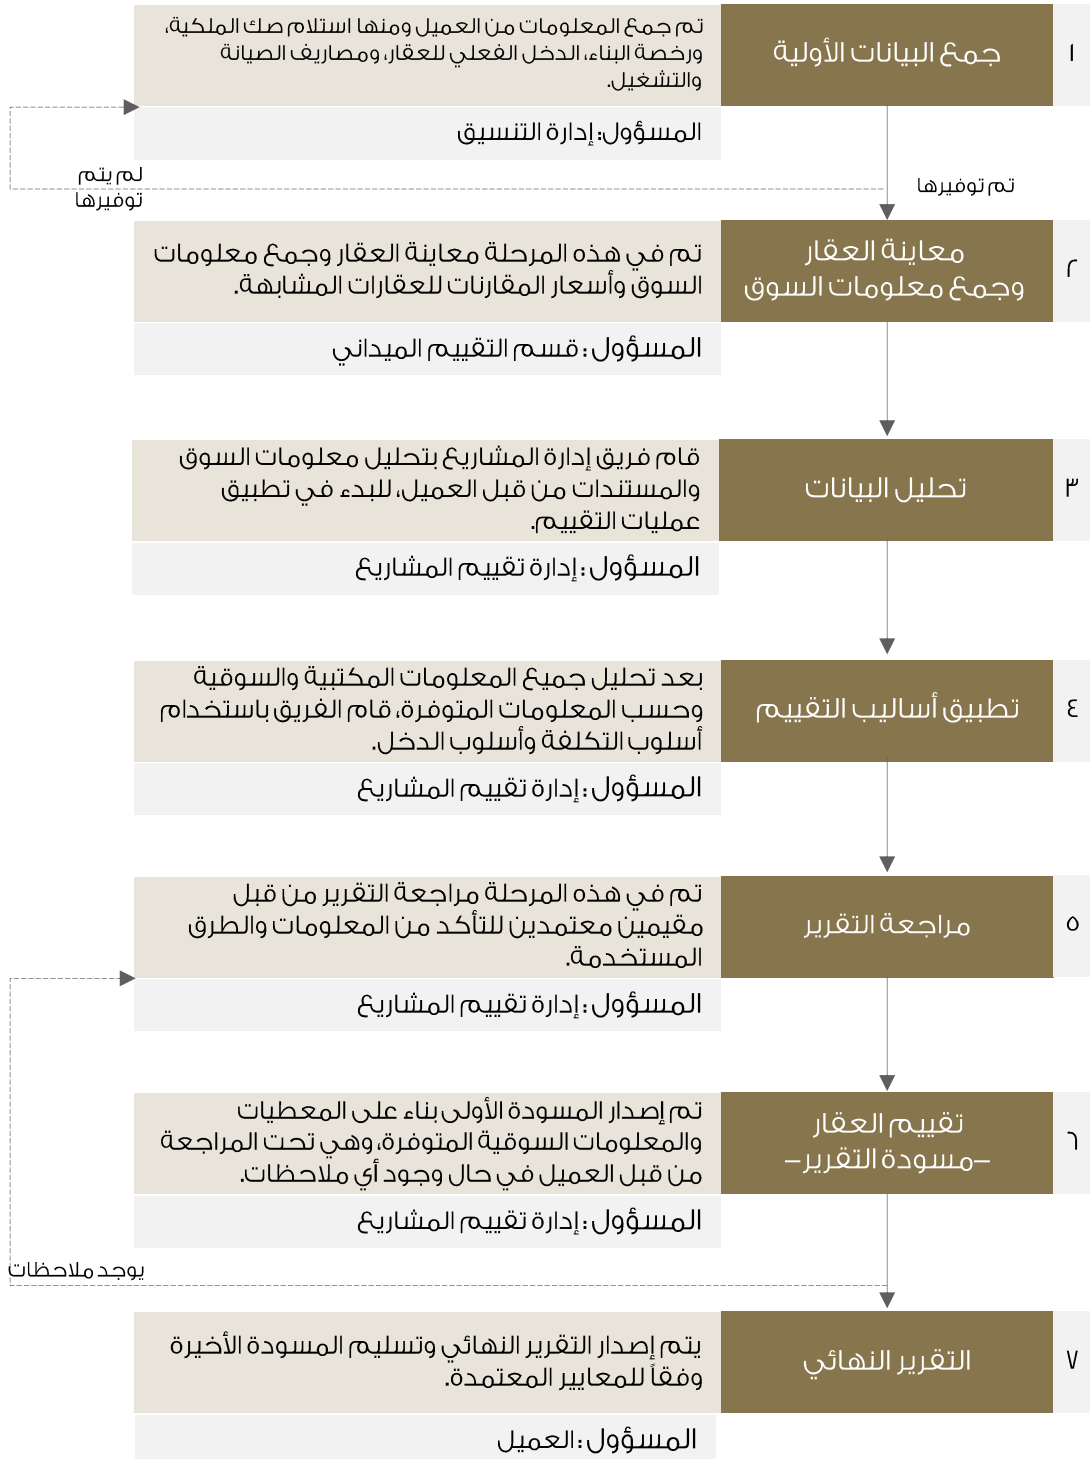 ١
جمع البيانات الأولية
تم جمع المعلومات من العميل ومنها استلام صك الملكية،
ورخصة البناء، الدخل الفعلي للعقار، ومصاريف الصيانة
والتشغيل.
المسؤول: إدارة التنسيق
تم توفيرها
لم يتم
توفيرها
٢
معاينة العقار
وجمع معلومات السوق
تم في هذه المرحلة معاينة العقار وجمع معلومات
السوق وأسعار المقارنات للعقارات المشابهة.
المسؤول : قسم التقييم الميداني
٣
تحليل البيانات
قام فريق إدارة المشاريع بتحليل معلومات السوق
والمستندات من قبل العميل، للبدء في تطبيق
عمليات التقييم.
المسؤول : إدارة تقييم المشاريع
٤
تطبيق أساليب التقييم
بعد تحليل جميع المعلومات المكتبية والسوقية
وحسب المعلومات المتوفرة، قام الفريق باستخدام
أسلوب التكلفة وأسلوب الدخل.
المسؤول : إدارة تقييم المشاريع
٥
مراجعة التقرير
تم في هذه المرحلة مراجعة التقرير من قبل
مقيمين معتمدين للتأكد من المعلومات والطرق
المستخدمة.
المسؤول : إدارة تقييم المشاريع
٦
تقييم العقار
–مسودة التقرير–
تم إصدار المسودة الأولى بناء على المعطيات
والمعلومات السوقية المتوفرة، وهي تحت المراجعة
من قبل العميل في حال وجود أي ملاحظات.
المسؤول : إدارة تقييم المشاريع
يوجد ملاحظات
٧
التقرير النهائي
يتم إصدار التقرير النهائي وتسليم المسودة الأخيرة
وفقاً للمعايير المعتمدة.
المسؤول : العميل